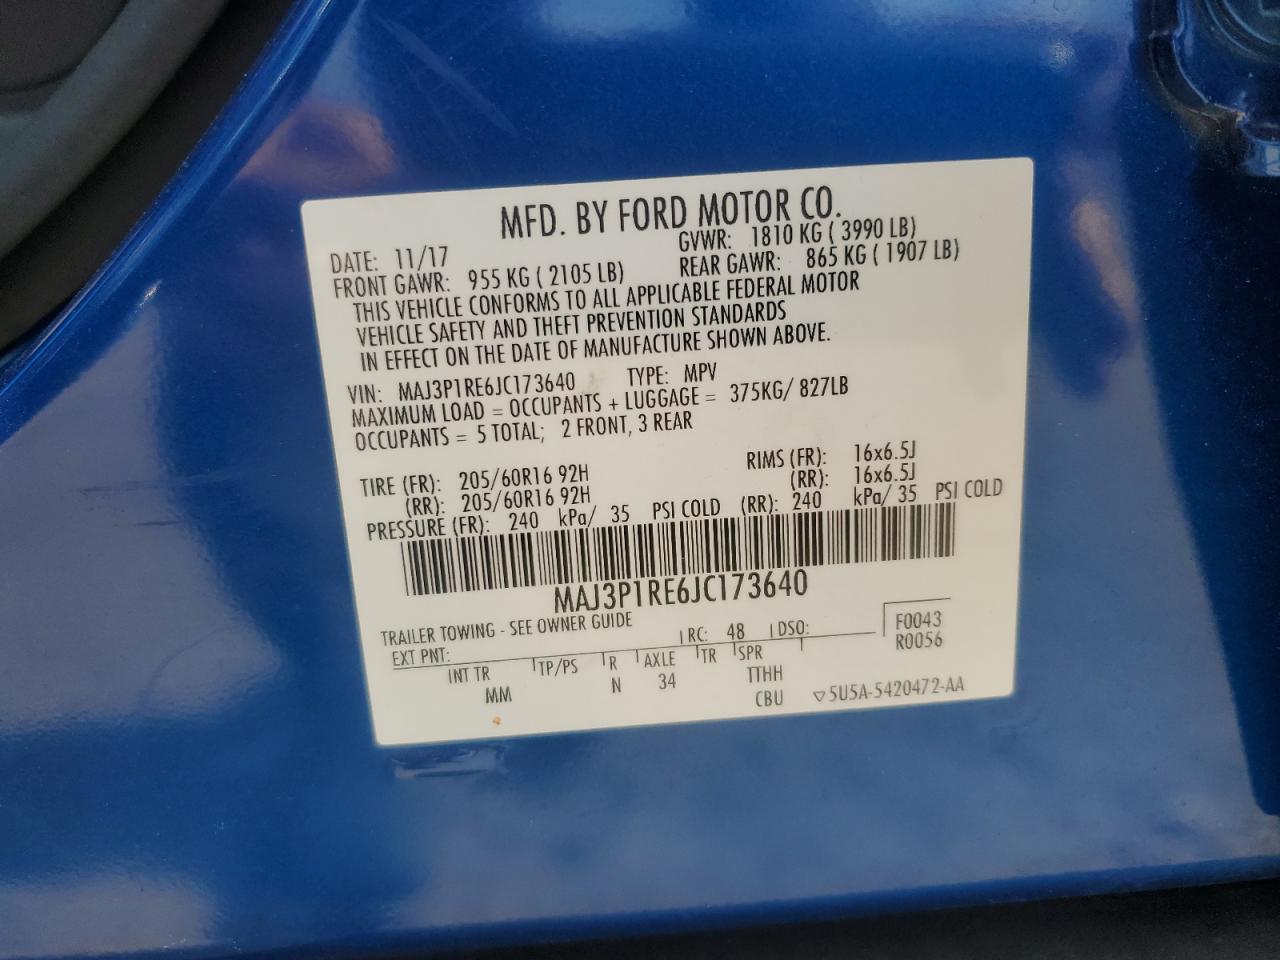 MFD. BY FORD MOTOR CO.
DATE: 11/17 GVWR: 1810 KG ( 3990 LB)
FRONT GAWR: 955 KG ( 2105 LB) REAR GAWR: 865 KG ( 1907 LB)
THIS VEHICLE CONFORMS TO ALL APPLICABLE FEDERAL MOTOR
VEHICLE SAFETY AND THEFT PREVENTION STANDARDS
IN EFFECT ON THE DATE OF MANUFACTURE SHOWN ABOVE.
VIN: MAJ3P1RE6JC173640 TYPE: MPV
MAXIMUM LOAD = OCCUPANTS + LUGGAGE = 375KG/ 827LB
OCCUPANTS = 5 TOTAL; 2 FRONT, 3 REAR
TIRE (FR): 205/60R16 92H RIMS (FR): 16x6.5J
(RR): 205/60R16 92H (RR): 16x6.5J
PRESSURE (FR): 240 kPa/ 35 PSI COLD (RR): 240 kPa/ 35 PSI COLD
MAJ3P1RE6JC173640
TRAILER TOWING - SEE OWNER GUIDE
EXT PNT: RC: 48 DSO: F0043
R0056
INT TR TP/PS R AXLE TR SPR
MM N 34 TTHH
CBU ▽5U5A-5420472-AA